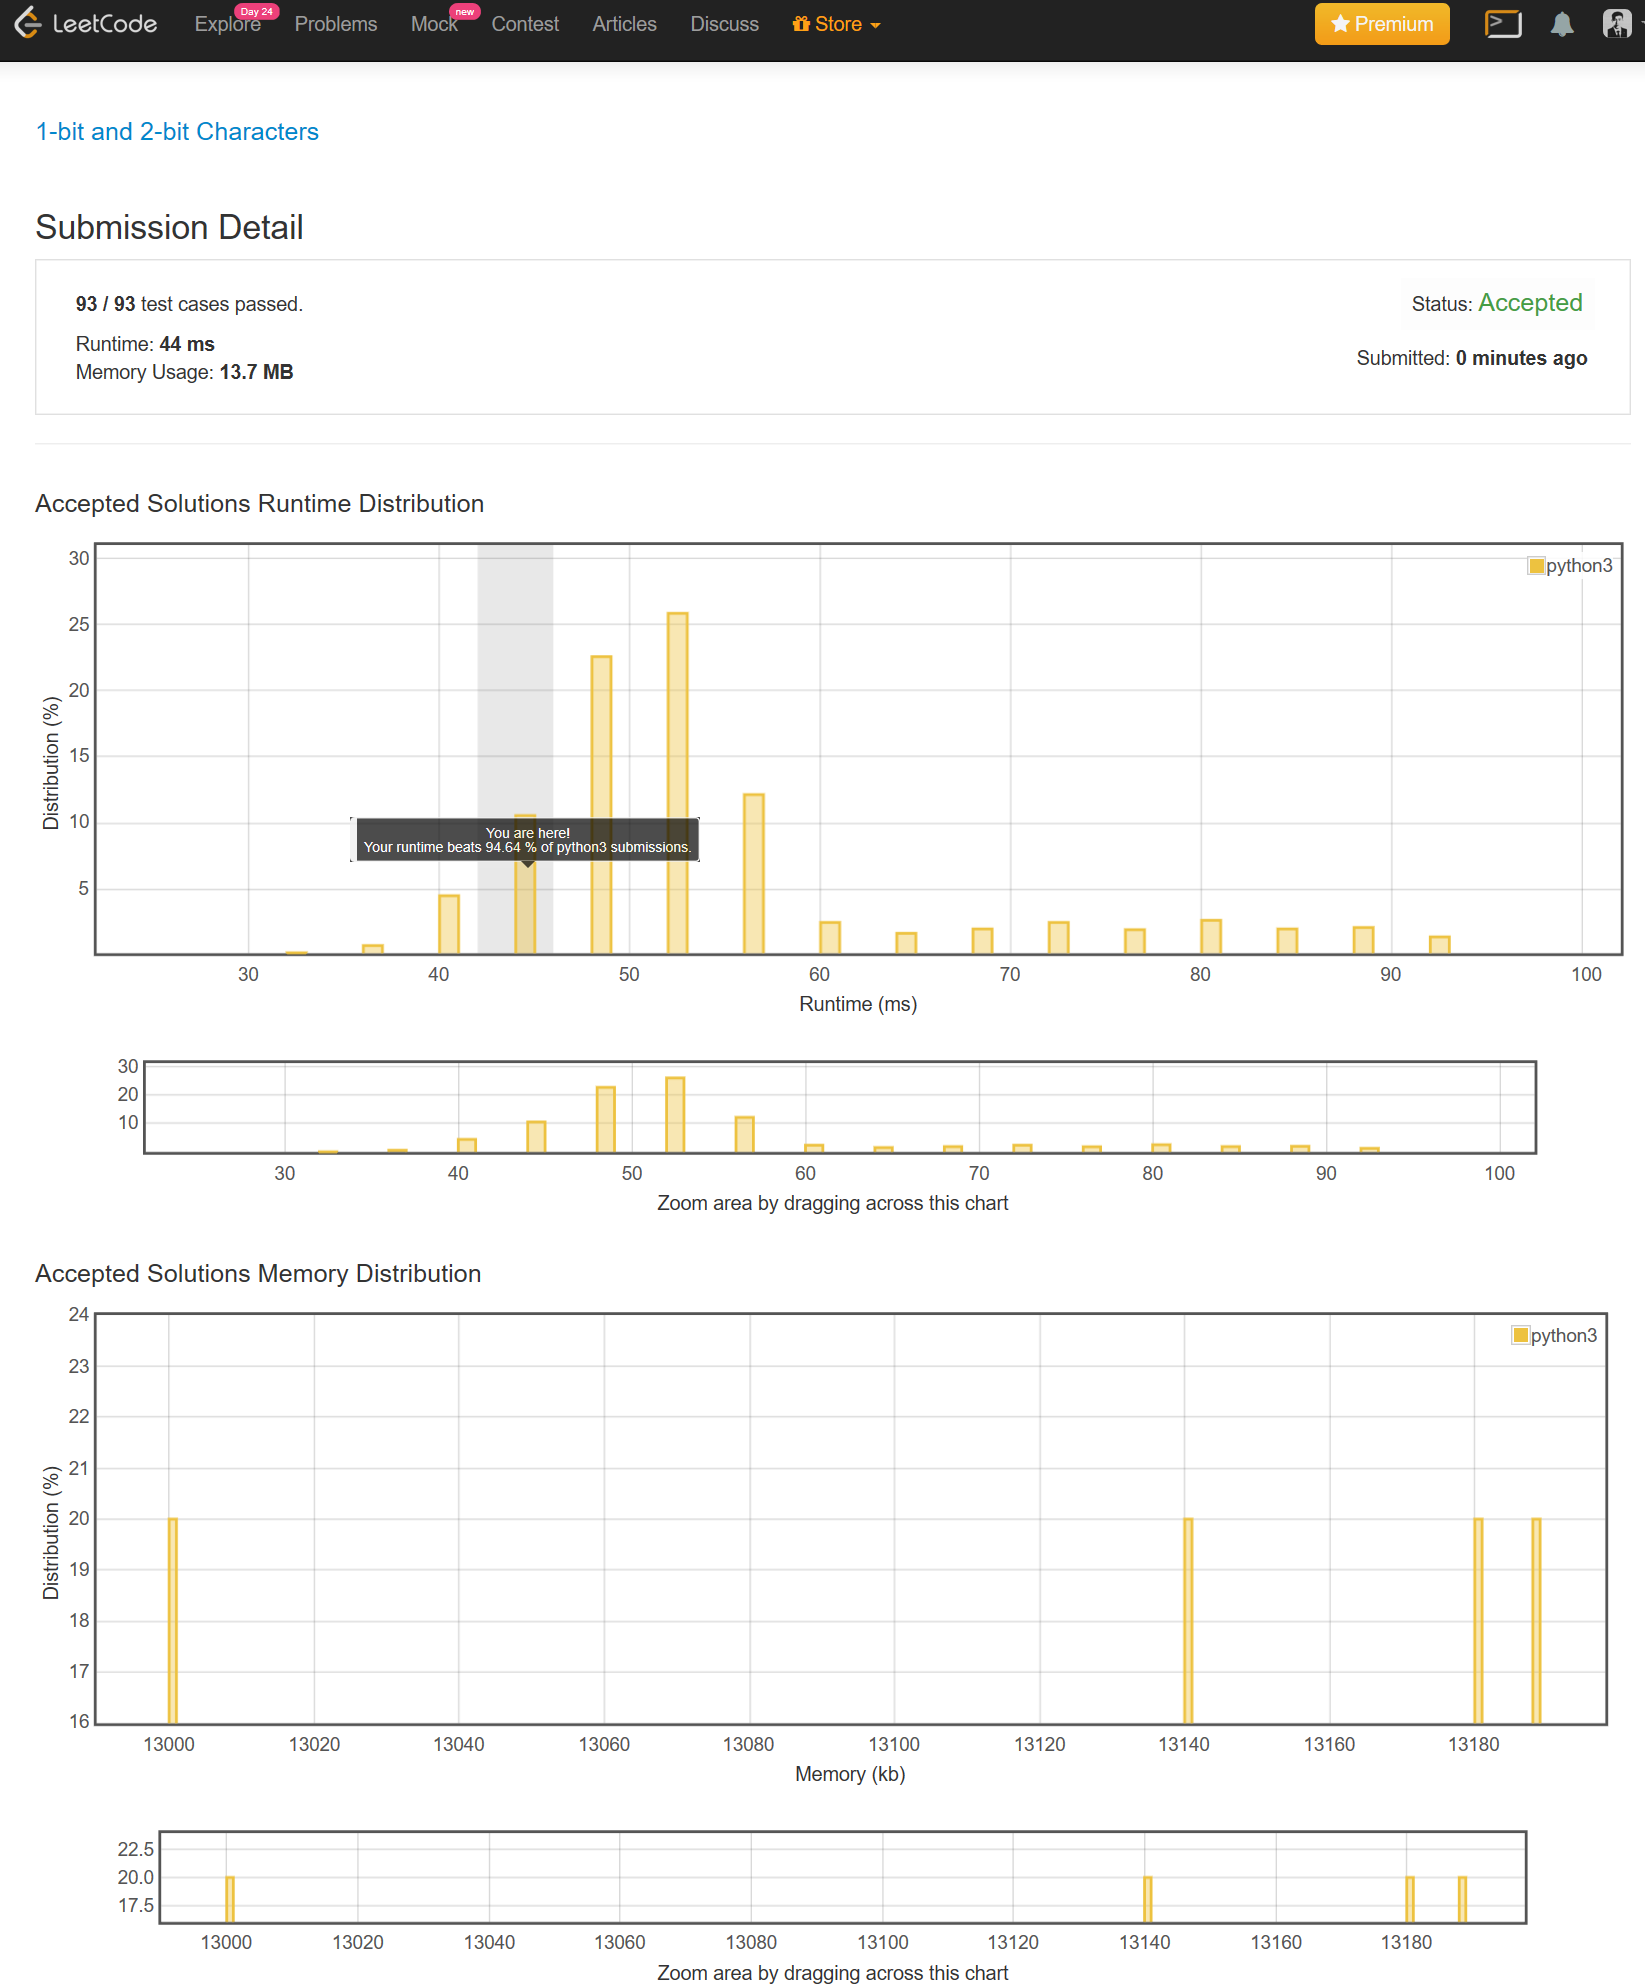 LeetCode Explore Day 24 Problems Mock new Contest Articles Discuss Store Premium
1-bit and 2-bit Characters
Submission Detail
93 / 93 test cases passed.
Status: Accepted
Runtime: 44 ms
Submitted: 0 minutes ago
Memory Usage: 13.7 MB
Accepted Solutions Runtime Distribution
30
25
20
15
10
5
Distribution (%)
python3
You are here!
Your runtime beats 94.64 % of python3 submissions.
30 40 50 60 70 80 90 100
Runtime (ms)
30
20
10
30 40 50 60 70 80 90 100
Zoom area by dragging across this chart
Accepted Solutions Memory Distribution
24
23
22
21
20
19
18
17
16
Distribution (%)
python3
13000 13020 13040 13060 13080 13100 13120 13140 13160 13180
Memory (kb)
22.5
20.0
17.5
13000 13020 13040 13060 13080 13100 13120 13140 13160 13180
Zoom area by dragging across this chart